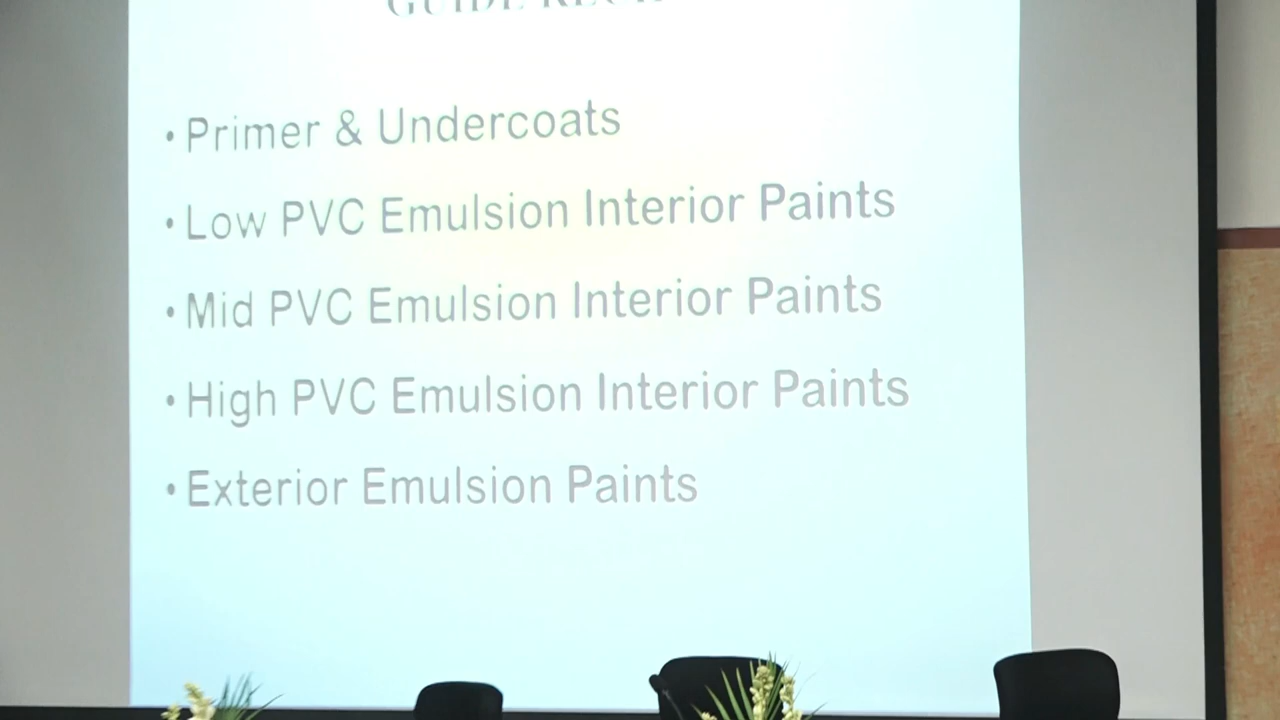 GUIDE
• Primer & Undercoats
• Low PVC Emulsion Interior Paints
• Mid PVC Emulsion Interior Paints
• High PVC Emulsion Interior Paints
• Exterior Emulsion Paints